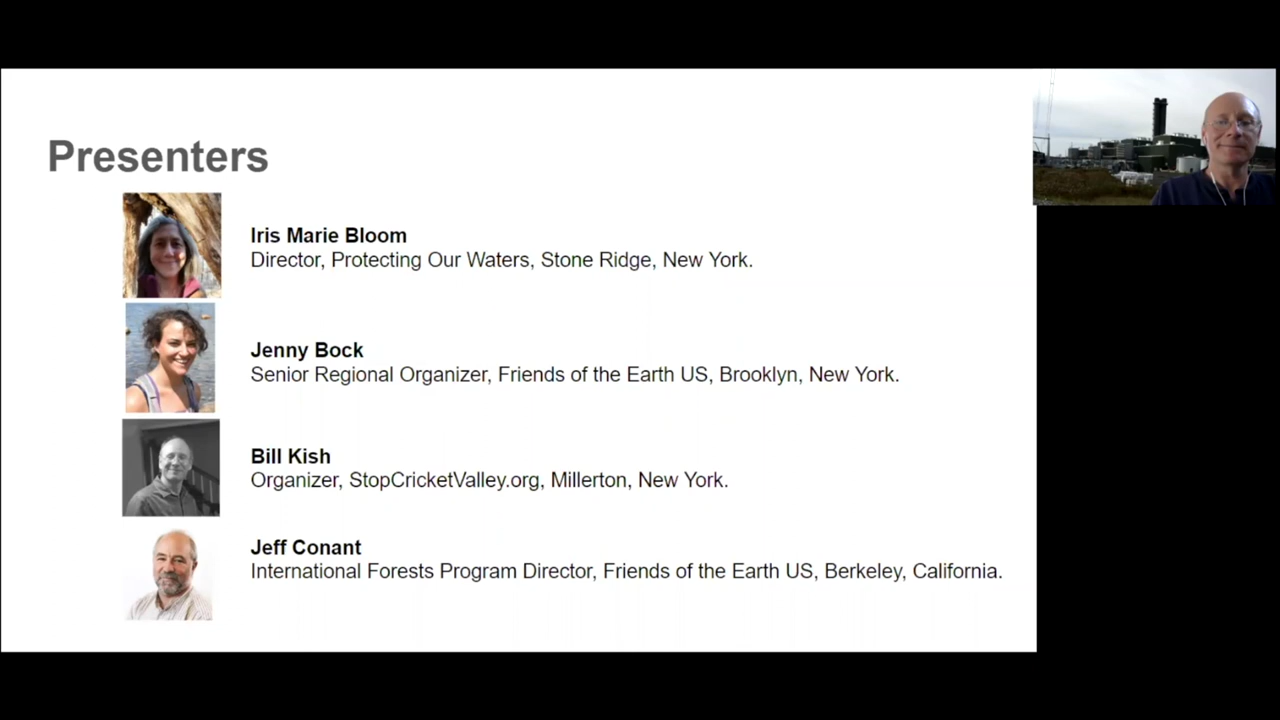 Presenters
Iris Marie Bloom
Director, Protecting Our Waters, Stone Ridge, New York.
Jenny Bock
Senior Regional Organizer, Friends of the Earth US, Brooklyn, New York.
Bill Kish
Organizer, StopCricketValley.org, Millerton, New York.
Jeff Conant
International Forests Program Director, Friends of the Earth US, Berkeley, California.